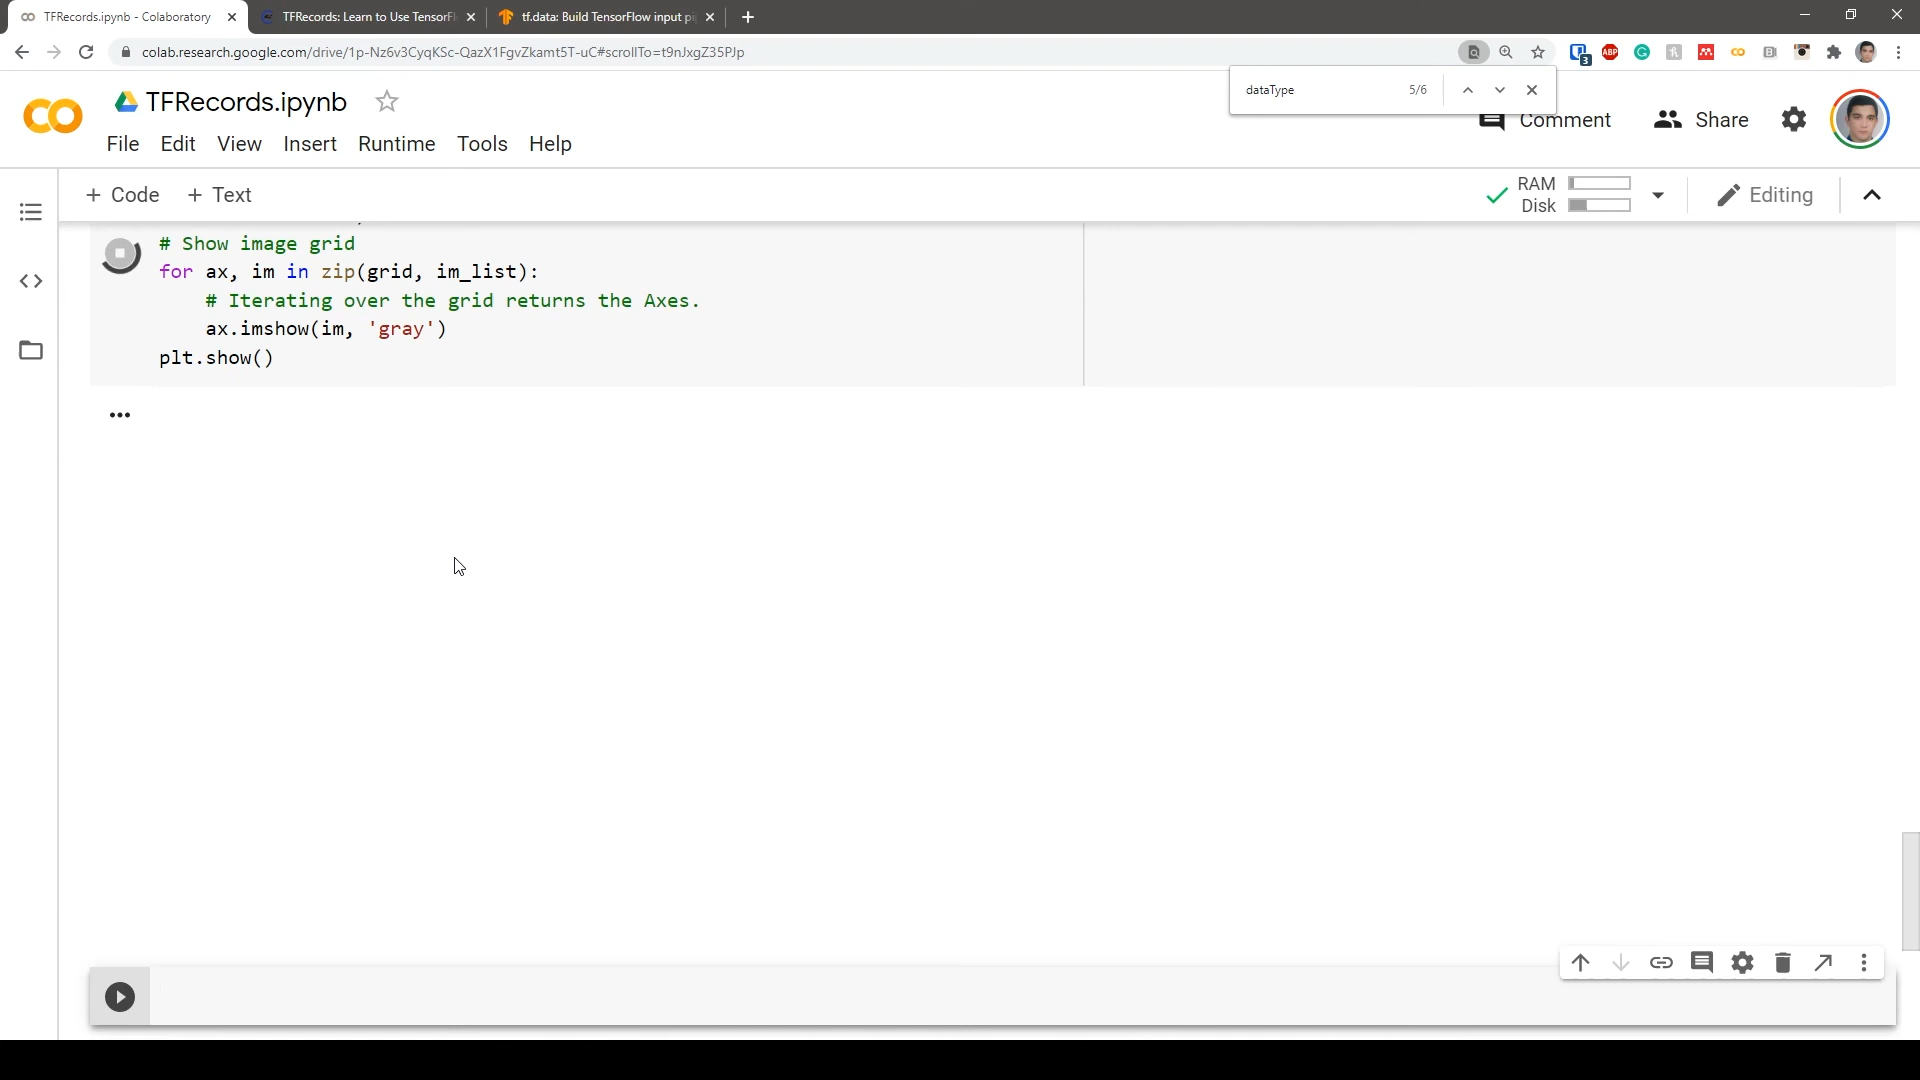 TFRecords.ipynb - Colaboratory
TFRecords: Learn to Use TensorFl
tf.data: Build TensorFlow input pi
colab.research.google.com/drive/1p-Nz6v3CyqKSc-QazX1FgvZkamt5T-uC#scrollTo=t9nJxgZ35PJp
3
ABP
dataType 5/6
TFRecords.ipynb
Comment
Share
File Edit View Insert Runtime Tools Help
+ Code + Text
RAM
Disk
Editing
# Show image grid
for ax, im in zip(grid, im_list):
# Iterating over the grid returns the Axes.
ax.imshow(im, 'gray')
plt.show()